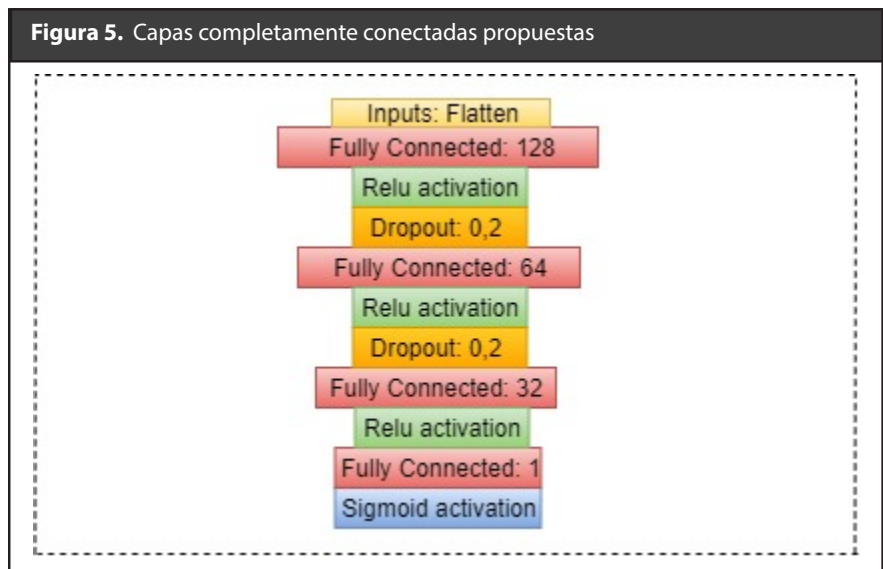 Figura 5. Capas completamente conectadas propuestas
Inputs: Flatten
Fully Connected: 128
Relu activation
Dropout: 0,2
Fully Connected: 64
Relu activation
Dropout: 0,2
Fully Connected: 32
Relu activation
Fully Connected: 1
Sigmoid activation